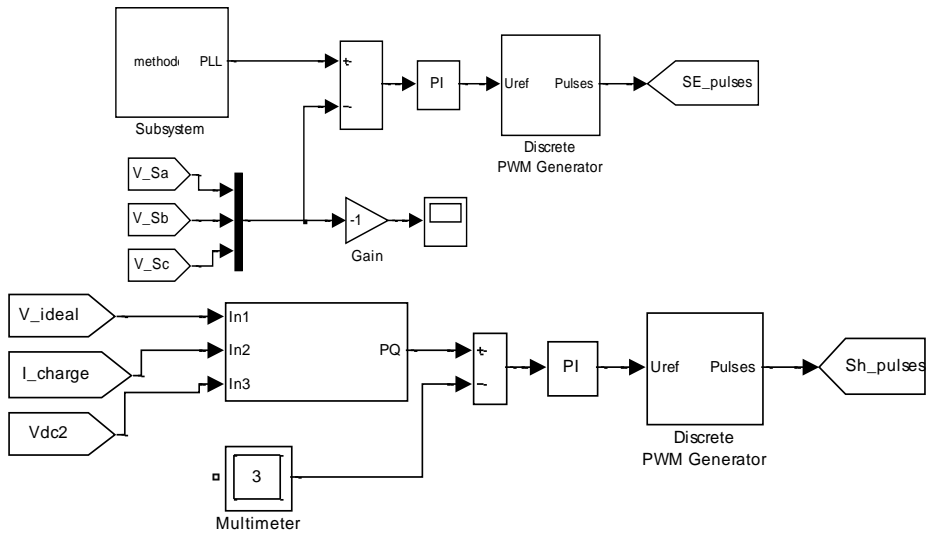 methode PLL
+
−
PI
Uref Pulses
SE_pulses
Subsystem
Discrete
PWM Generator
V_Sa
V_Sb
V_Sc
-1
Gain
V_ideal
I_charge
Vdc2
In1
In2
In3
PQ
+
−
PI
Uref Pulses
Sh_pulses
Discrete
PWM Generator
3
Multimeter